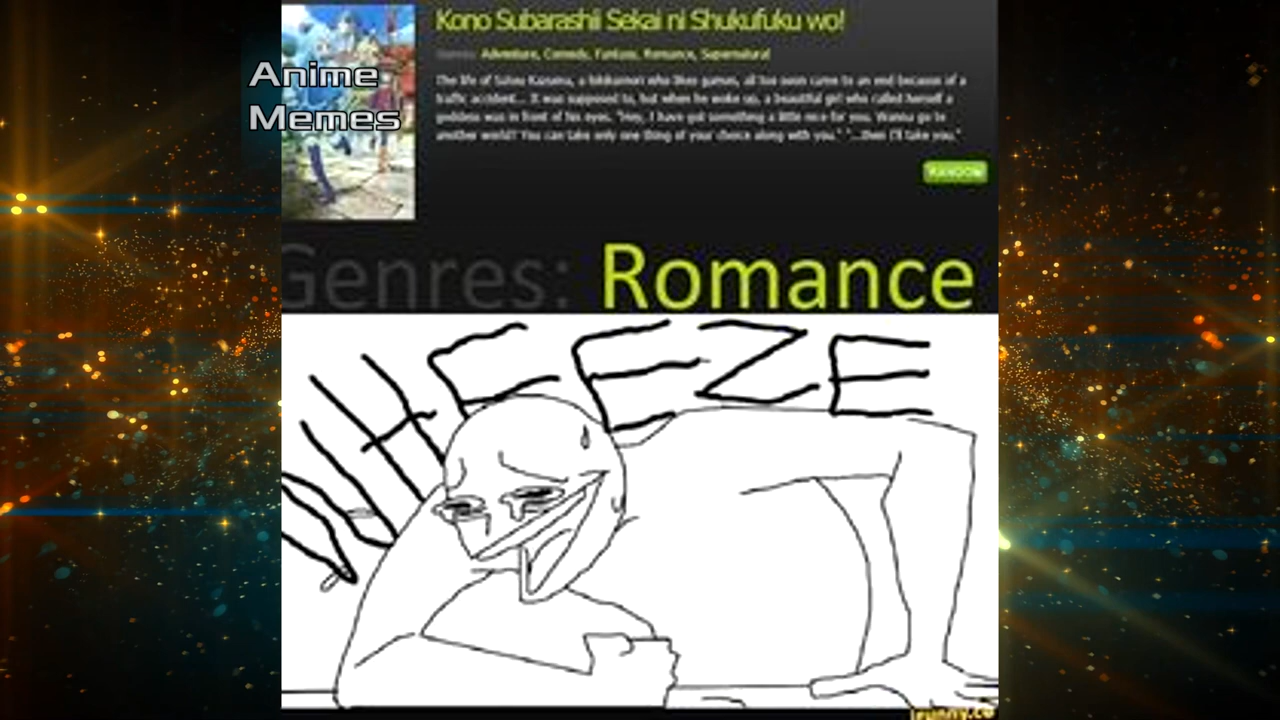 Kono Subarashii Sekai ni Shukufuku wo!
Adventure, Comedy, Fantasy, Romance, Supernatural
The life of Satou Kazuma, a hikikomori who likes games, all too soon came to an end because of a
traffic accident... It was supposed to, but when he woke up, a beautiful girl who called herself a
goddess was in front of his eyes. "Hey, I have got something a little nice for you. Wanna go to
another world? You can take only one thing of your choice along with you." "...then I'll take you."
Anime
Memes
RANDOM
Genres: Romance
WHEEZE
ifunny.co